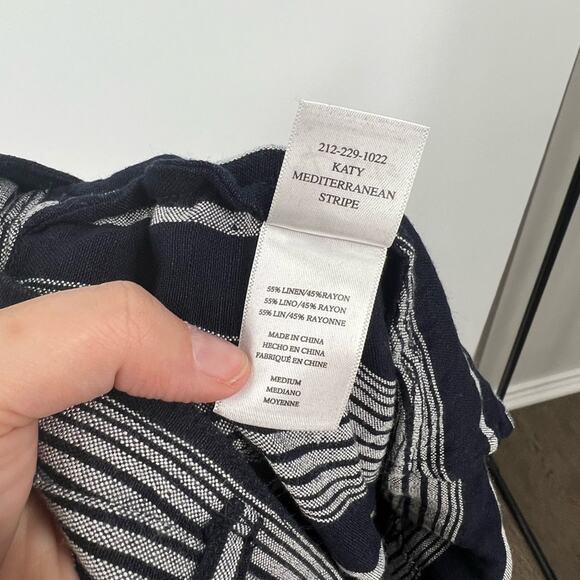 212-229-1022
KATY
MEDITERRANEAN
STRIPE
55% LINEN/45%RAYON
55% LINO/45% RAYON
55% LIN/45% RAYONNE
MADE IN CHINA
HECHO EN CHINA
FABRIQUÉ EN CHINE
MEDIUM
MEDIANO
MOYENNE